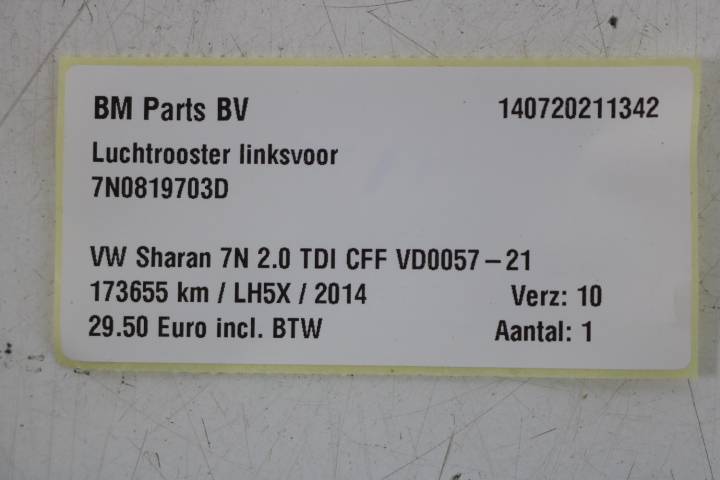 BM Parts BV 140720211342
Luchtrooster linksvoor
7N0819703D
VW Sharan 7N 2.0 TDI CFF VD0057-21
173655 km / LH5X / 2014 Verz: 10
29.50 Euro incl. BTW Aantal: 1